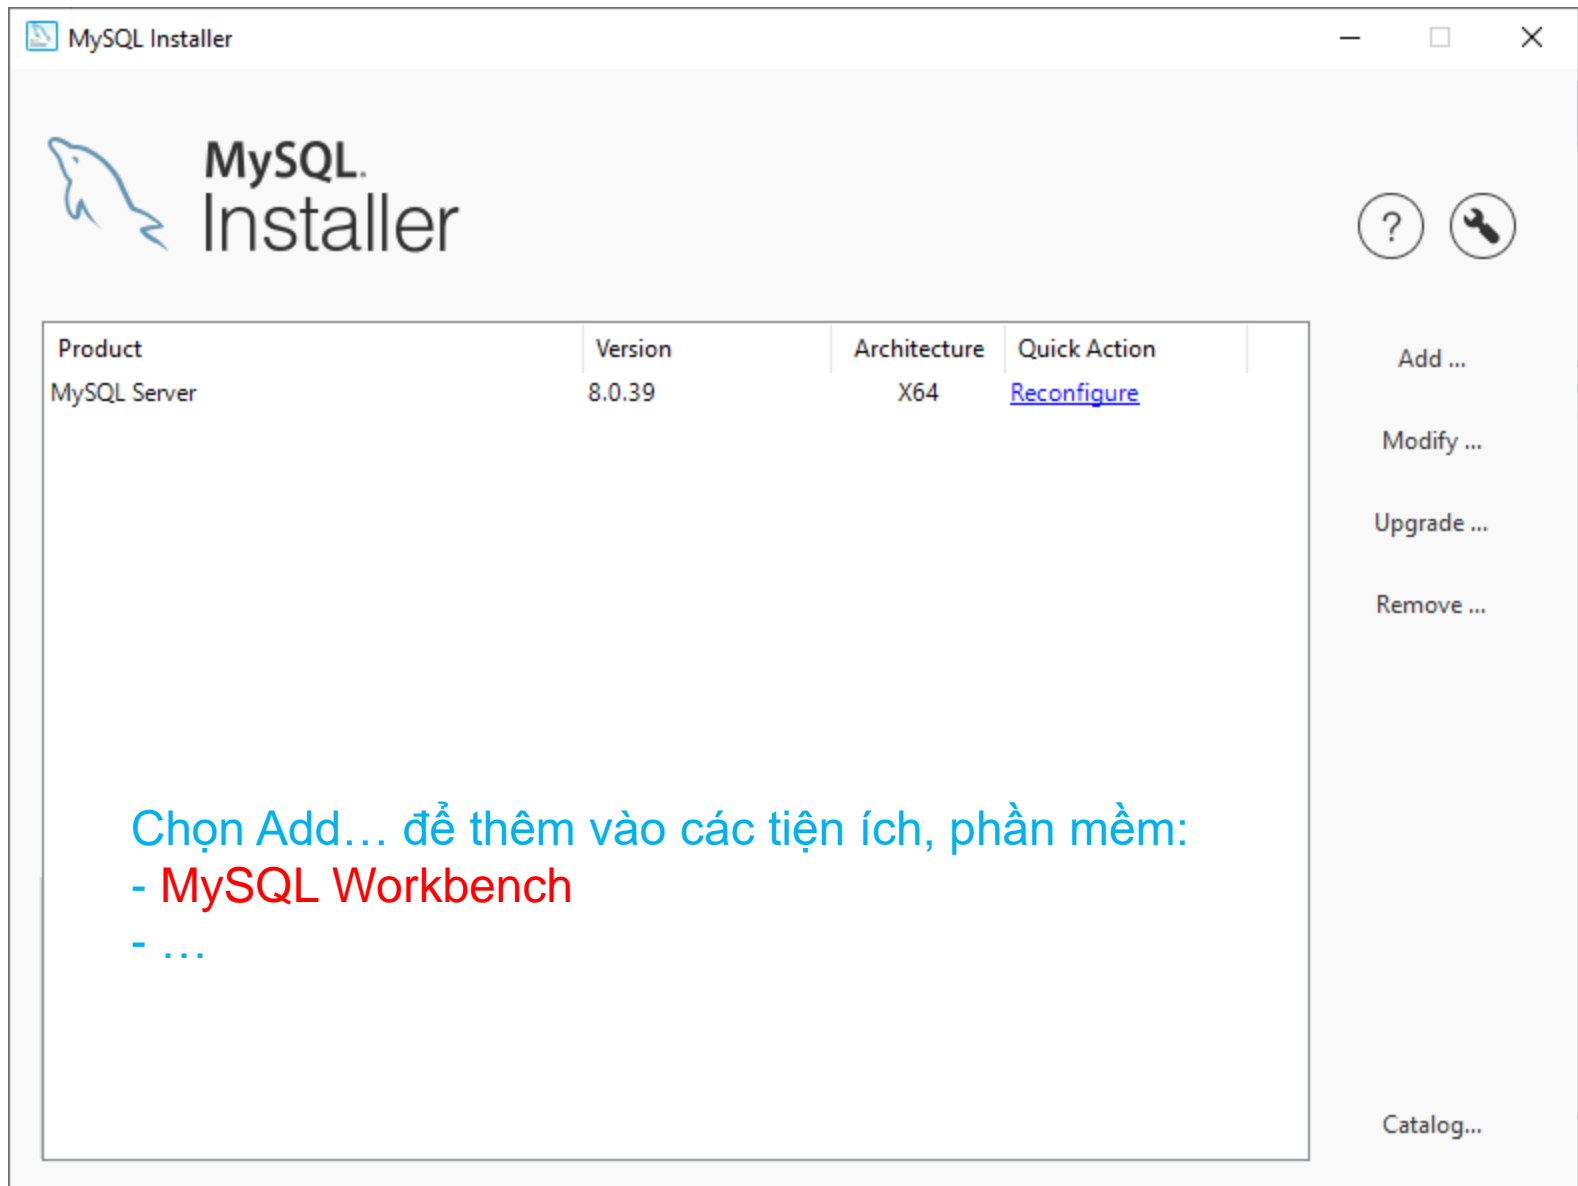 MySQL Installer
MySQL.
Installer
?
Product Version Architecture Quick Action
MySQL Server 8.0.39 X64 Reconfigure
Add ...
Modify ...
Upgrade ...
Remove ...
Chọn Add… để thêm vào các tiện ích, phần mềm:
- MySQL Workbench
- …
Catalog...